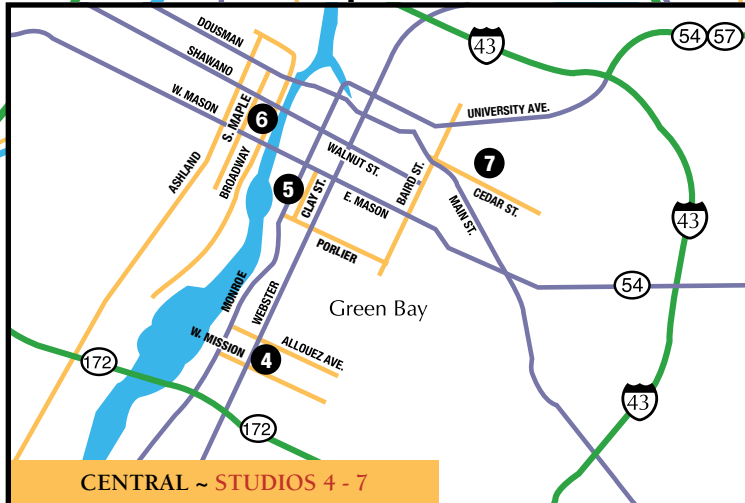 DOUSMAN
43
54
57
SHAWANO
W. MASON
S. MAPLE
6
UNIVERSITY AVE.
WALNUT ST.
ASHLAND
BROADWAY
BAIRD ST.
7
5
CLAY ST.
E. MASON
CEDAR ST.
MAIN ST.
43
PORLIER
MONROE
WEBSTER
54
Green Bay
W. MISSION
ALLOUEZ AVE.
4
172
43
172
CENTRAL ~ STUDIOS 4 - 7